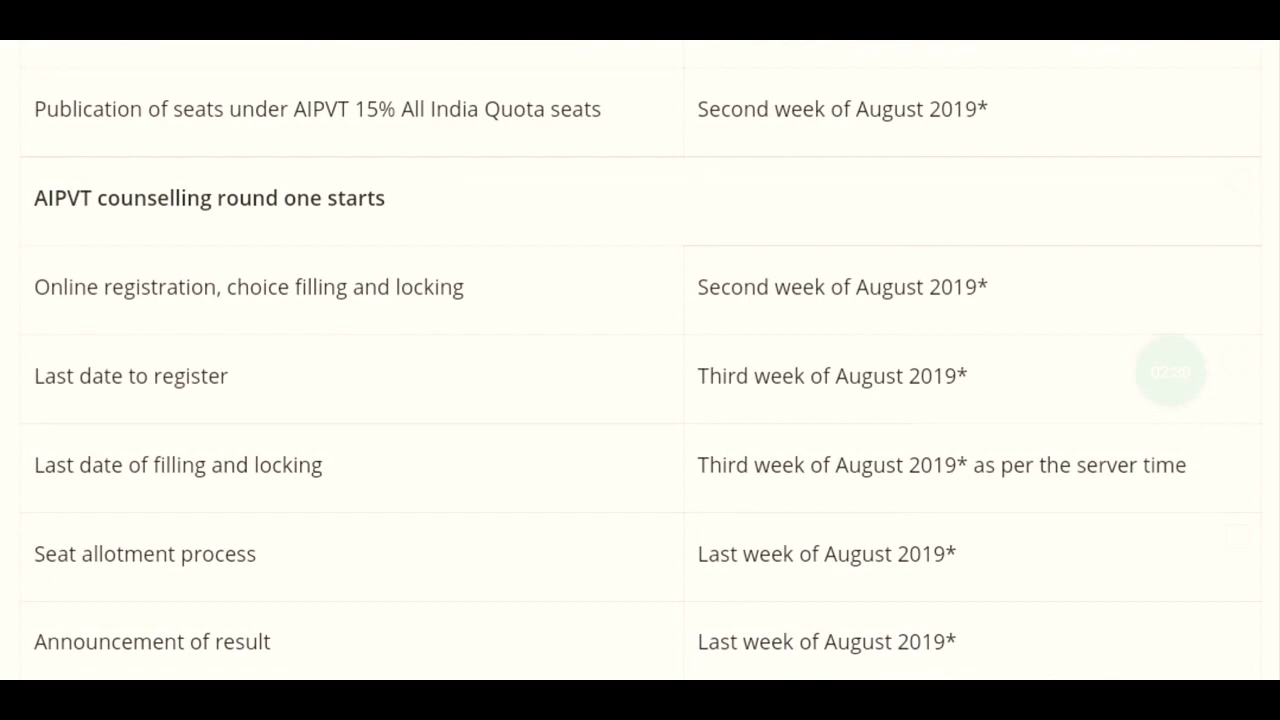 Publication of seats under AIPVT 15% All India Quota seats
Second week of August 2019*
AIPVT counselling round one starts
Online registration, choice filling and locking
Second week of August 2019*
Last date to register
Third week of August 2019*
Last date of filling and locking
Third week of August 2019* as per the server time
Seat allotment process
Last week of August 2019*
Announcement of result
Last week of August 2019*